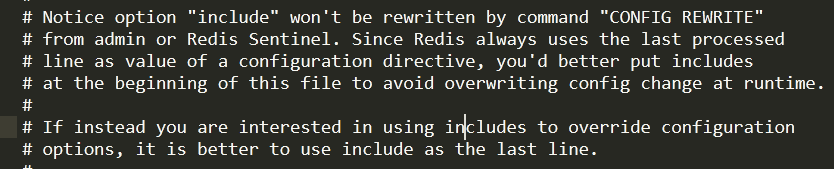 # Notice option "include" won't be rewritten by command "CONFIG REWRITE"
# from admin or Redis Sentinel. Since Redis always uses the last processed
# line as value of a configuration directive, you'd better put includes
# at the beginning of this file to avoid overwriting config change at runtime.
#
# If instead you are interested in using includes to override configuration
# options, it is better to use include as the last line.
#